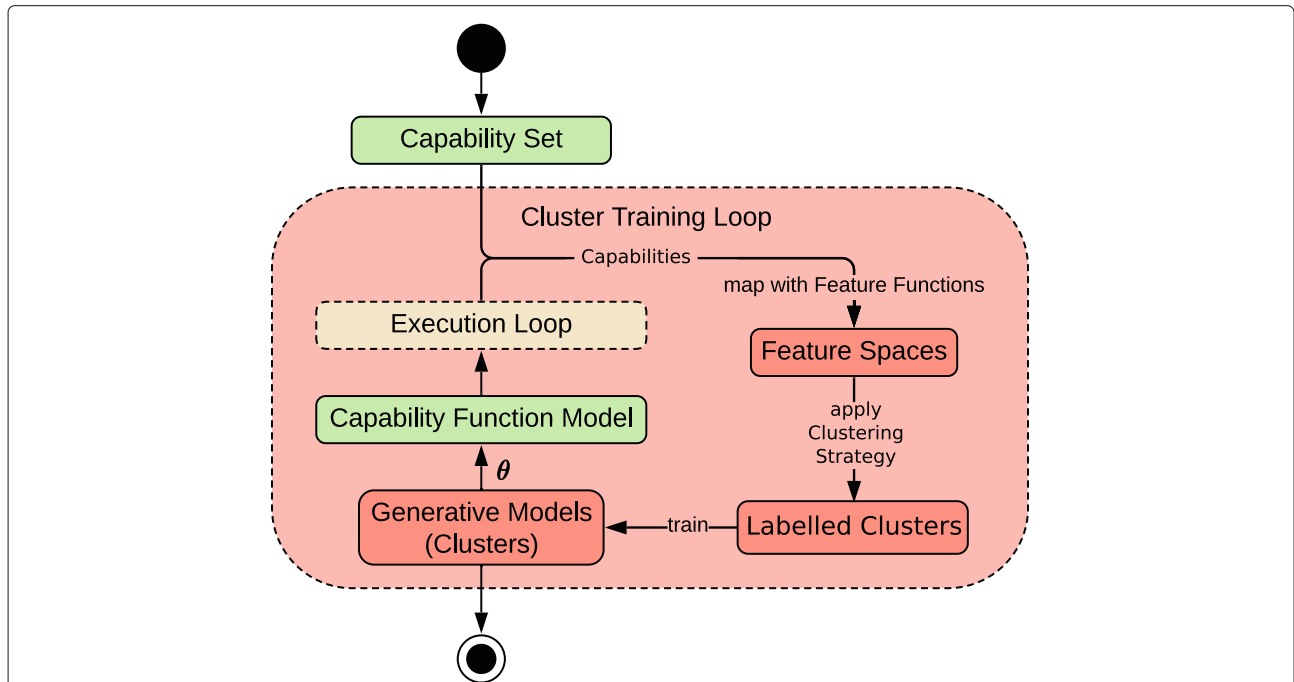 Capability Set
Cluster Training Loop
Capabilities
map with Feature Functions
Execution Loop
Feature Spaces
Capability Function Model
apply
Clustering
Strategy
θ
Generative Models
(Clusters)
train
Labelled Clusters